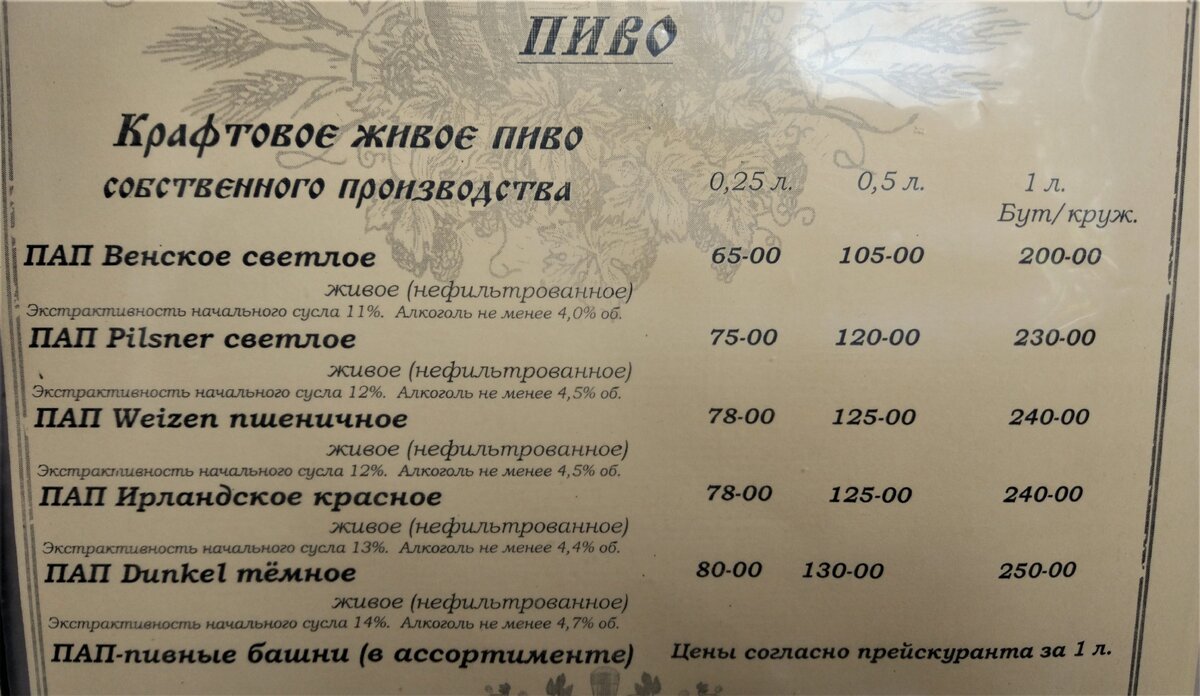 ПИВО
Крафтовое живое пиво
собственного производства 0,25 л. 0,5 л. 1 л.
Бут/круж.
ПАП Венское светлое 65-00 105-00 200-00
живое (нефильтрованное)
Экстрактивность начального сусла 11%. Алкоголь не менее 4,0% об.
ПАП Pilsner светлое 75-00 120-00 230-00
живое (нефильтрованное)
Экстрактивность начального сусла 12%. Алкоголь не менее 4,5% об.
ПАП Weizen пшеничное 78-00 125-00 240-00
живое (нефильтрованное)
Экстрактивность начального сусла 12%. Алкоголь не менее 4,5% об.
ПАП Ирландское красное 78-00 125-00 240-00
живое (нефильтрованное)
Экстрактивность начального сусла 13%. Алкоголь не менее 4,4% об.
ПАП Dunkel тёмное 80-00 130-00 250-00
живое (нефильтрованное)
Экстрактивность начального сусла 14%. Алкоголь не менее 4,7% об.
ПАП-пивные башни (в ассортименте) Цены согласно прейскуранта за 1 л.